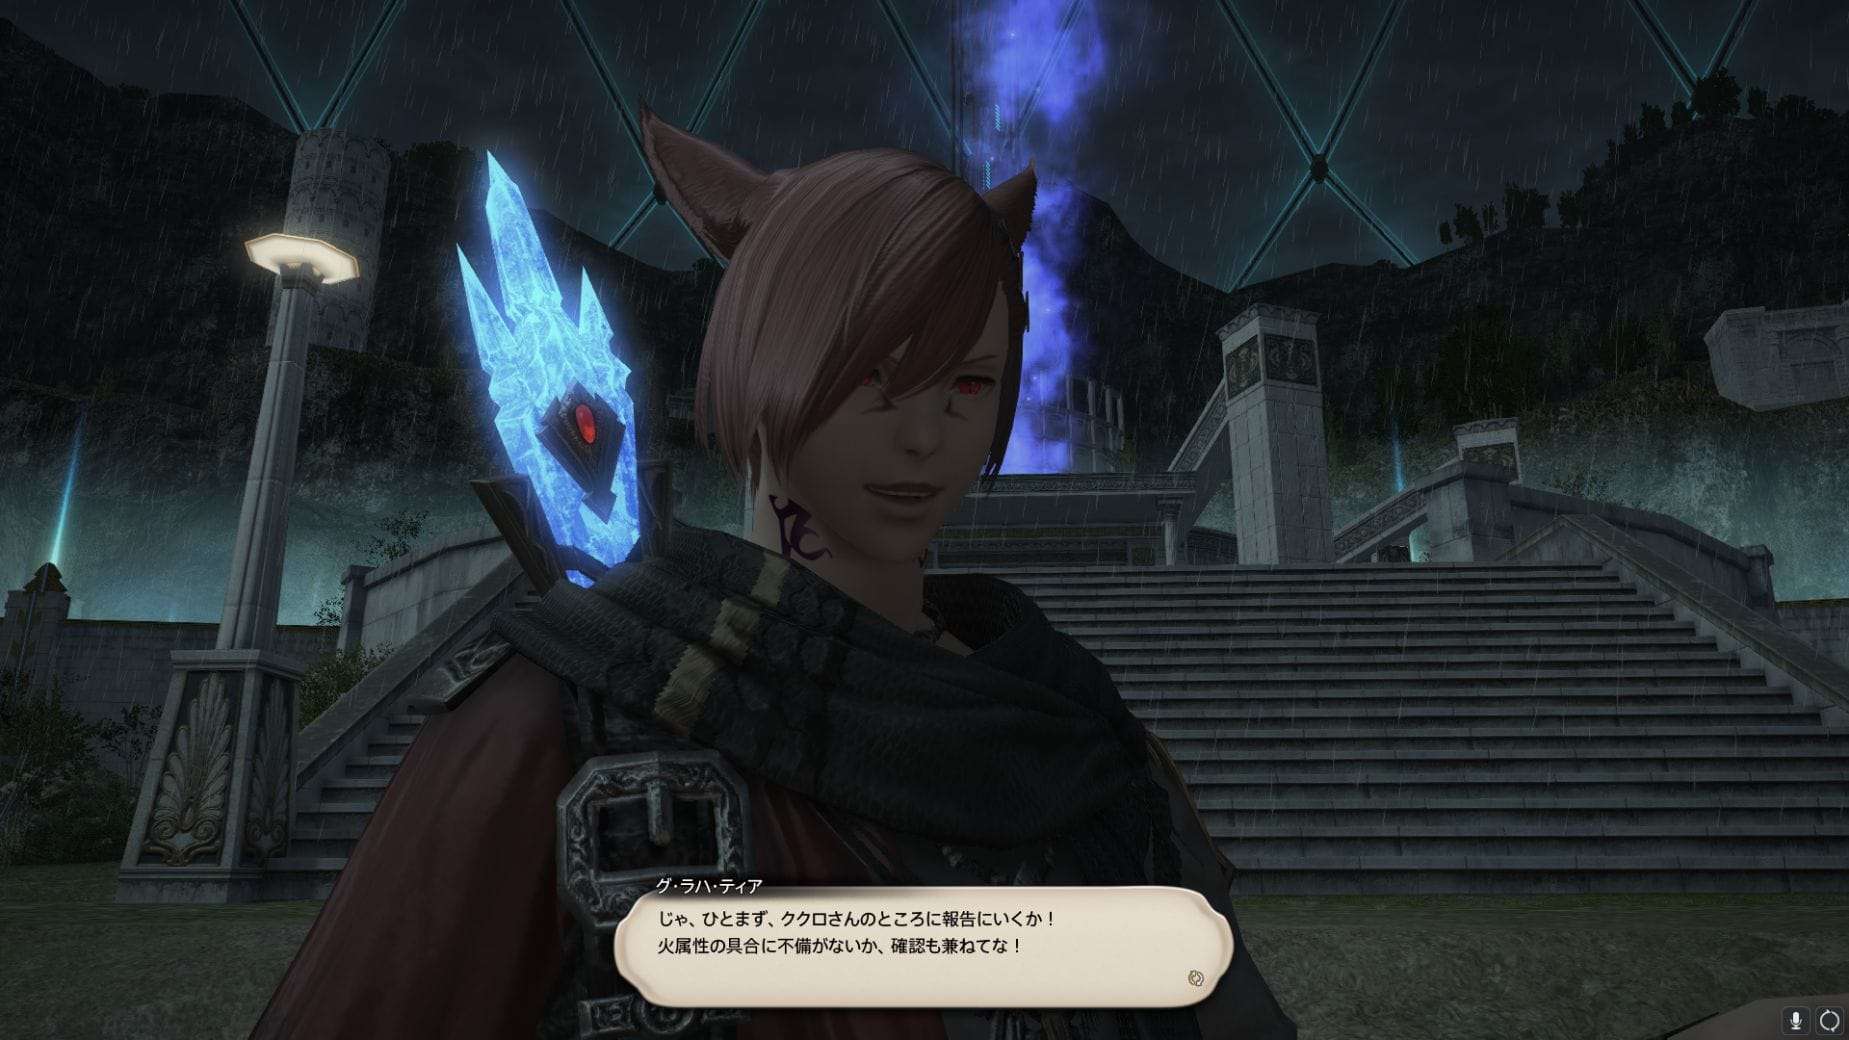 グ・ラハ・ティア
じゃ、ひとまず、ククロさんのところに報告にいくか！
火属性の具合に不備がないか、確認も兼ねてな！